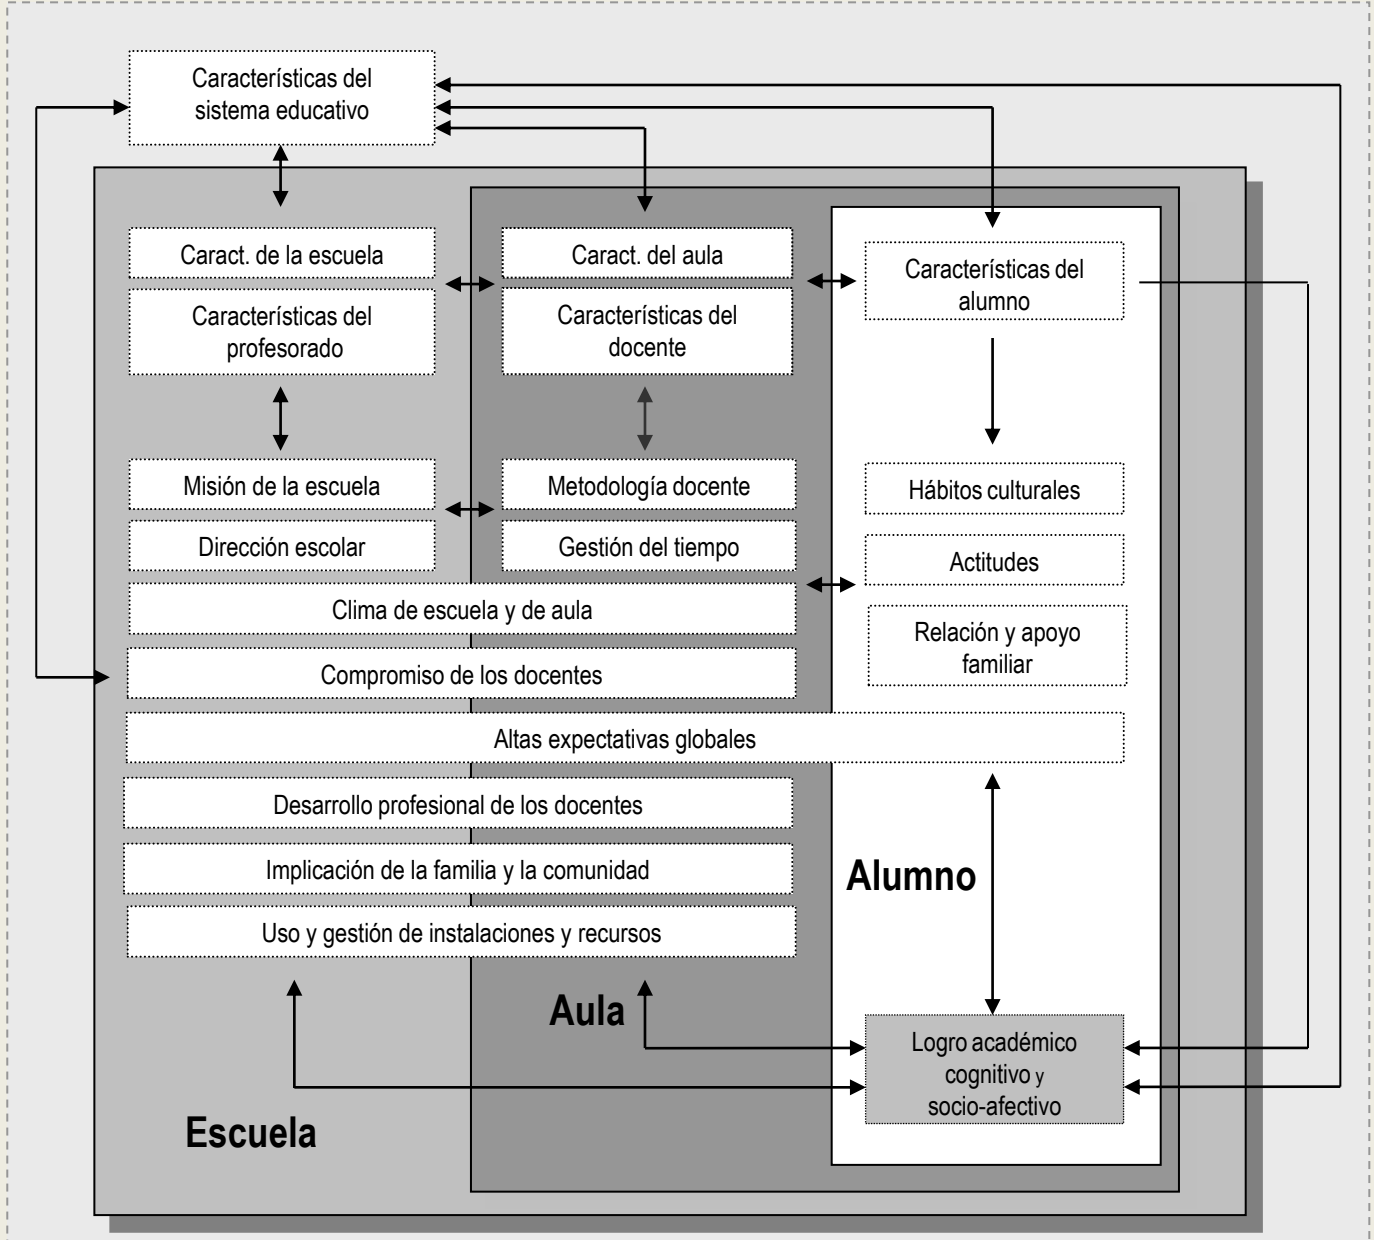 Características del
sistema educativo
Caract. de la escuela
Características del
profesorado
Caract. del aula
Características del
docente
Características del
alumno
Misión de la escuela
Dirección escolar
Metodología docente
Gestión del tiempo
Hábitos culturales
Actitudes
Relación y apoyo
familiar
Clima de escuela y de aula
Compromiso de los docentes
Altas expectativas globales
Desarrollo profesional de los docentes
Implicación de la familia y la comunidad
Uso y gestión de instalaciones y recursos
Alumno
Aula
Logro académico
cognitivo y
socio-afectivo
Escuela